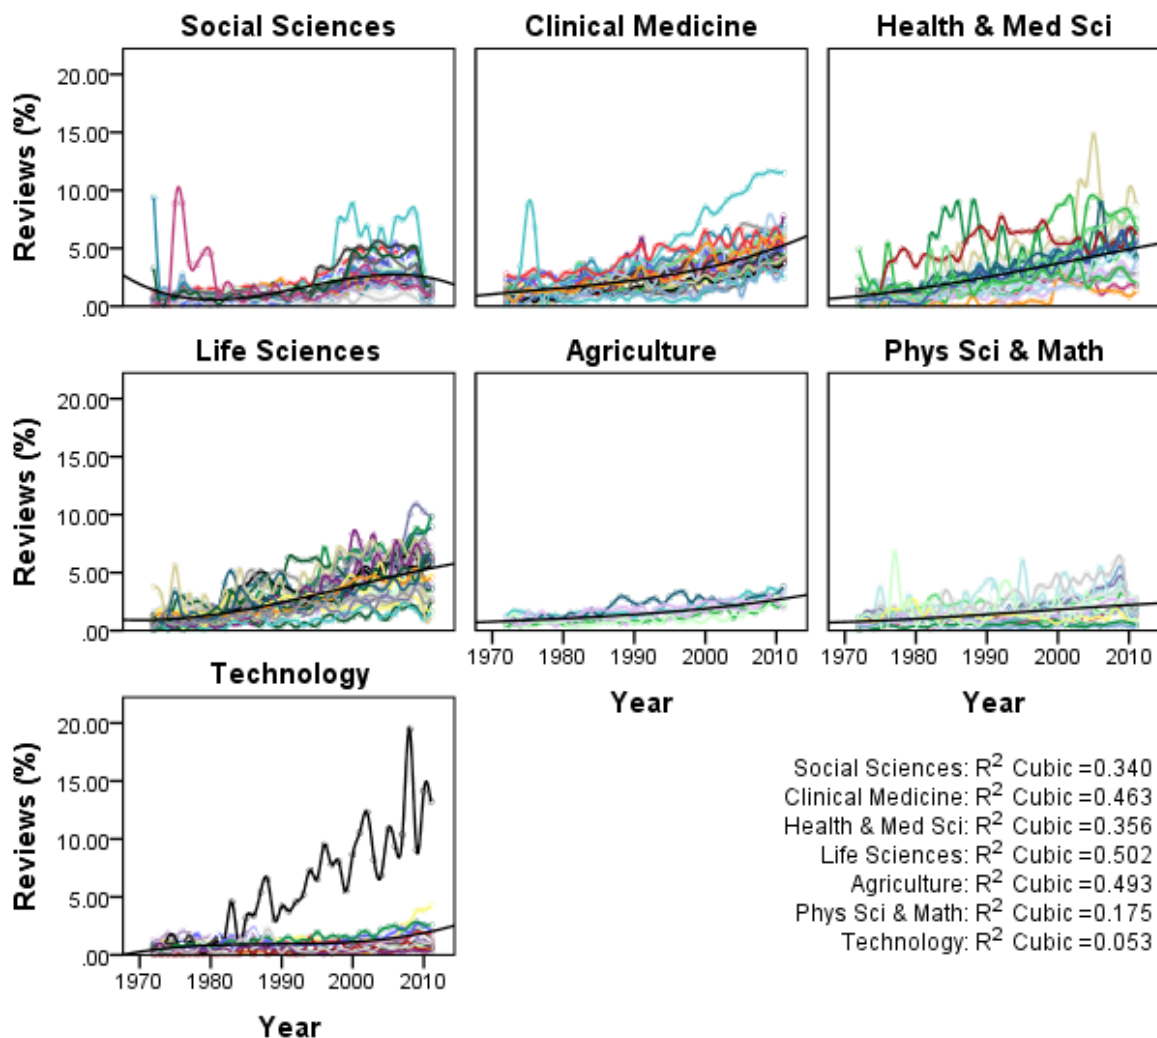 Social Sciences
Clinical Medicine
Health & Med Sci
Reviews (%)
20.00
15.00
10.00
5.00
.00
Life Sciences
Agriculture
Phys Sci & Math
Reviews (%)
20.00
15.00
10.00
5.00
.00
1970 1980 1990 2000 2010
Year
1970 1980 1990 2000 2010
Year
Technology
Reviews (%)
20.00
15.00
10.00
5.00
.00
1970 1980 1990 2000 2010
Year
Social Sciences: R² Cubic =0.340
Clinical Medicine: R² Cubic =0.463
Health & Med Sci: R² Cubic =0.356
Life Sciences: R² Cubic =0.502
Agriculture: R² Cubic =0.493
Phys Sci & Math: R² Cubic =0.175
Technology: R² Cubic =0.053